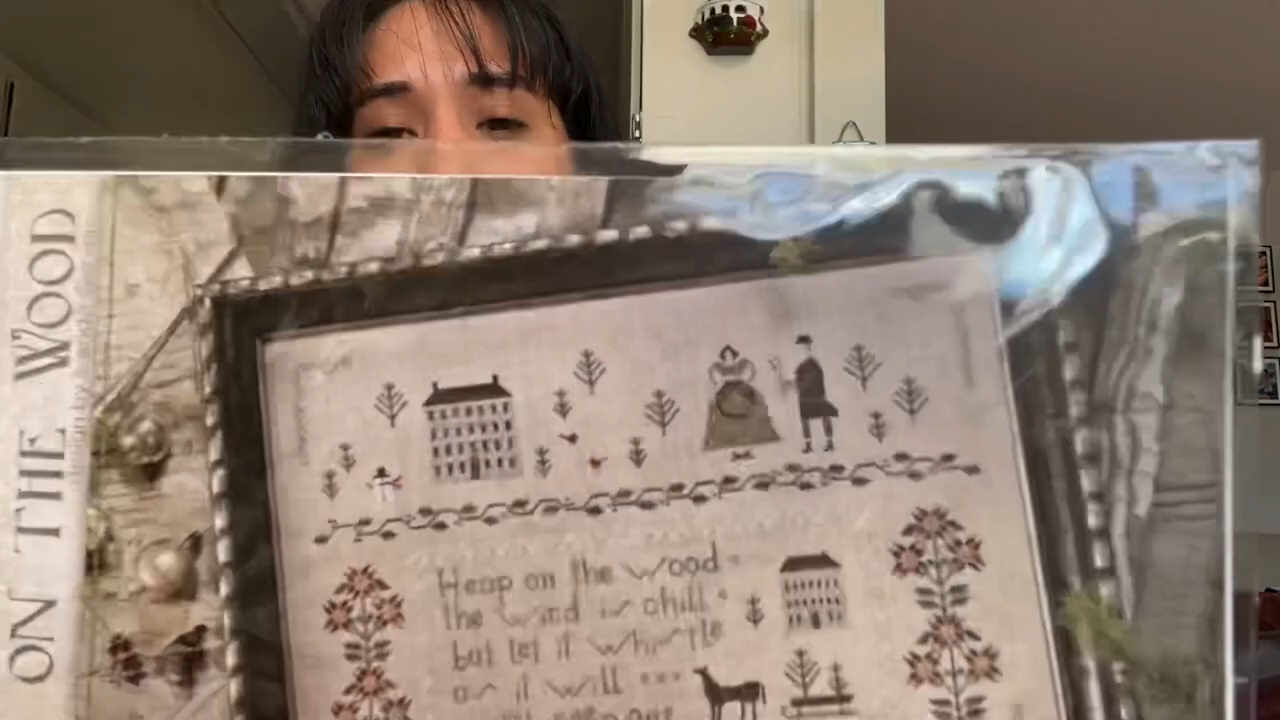 ON THE WOOD
Heap on the wood
the wind is chill
but let it whistle
as it will ...